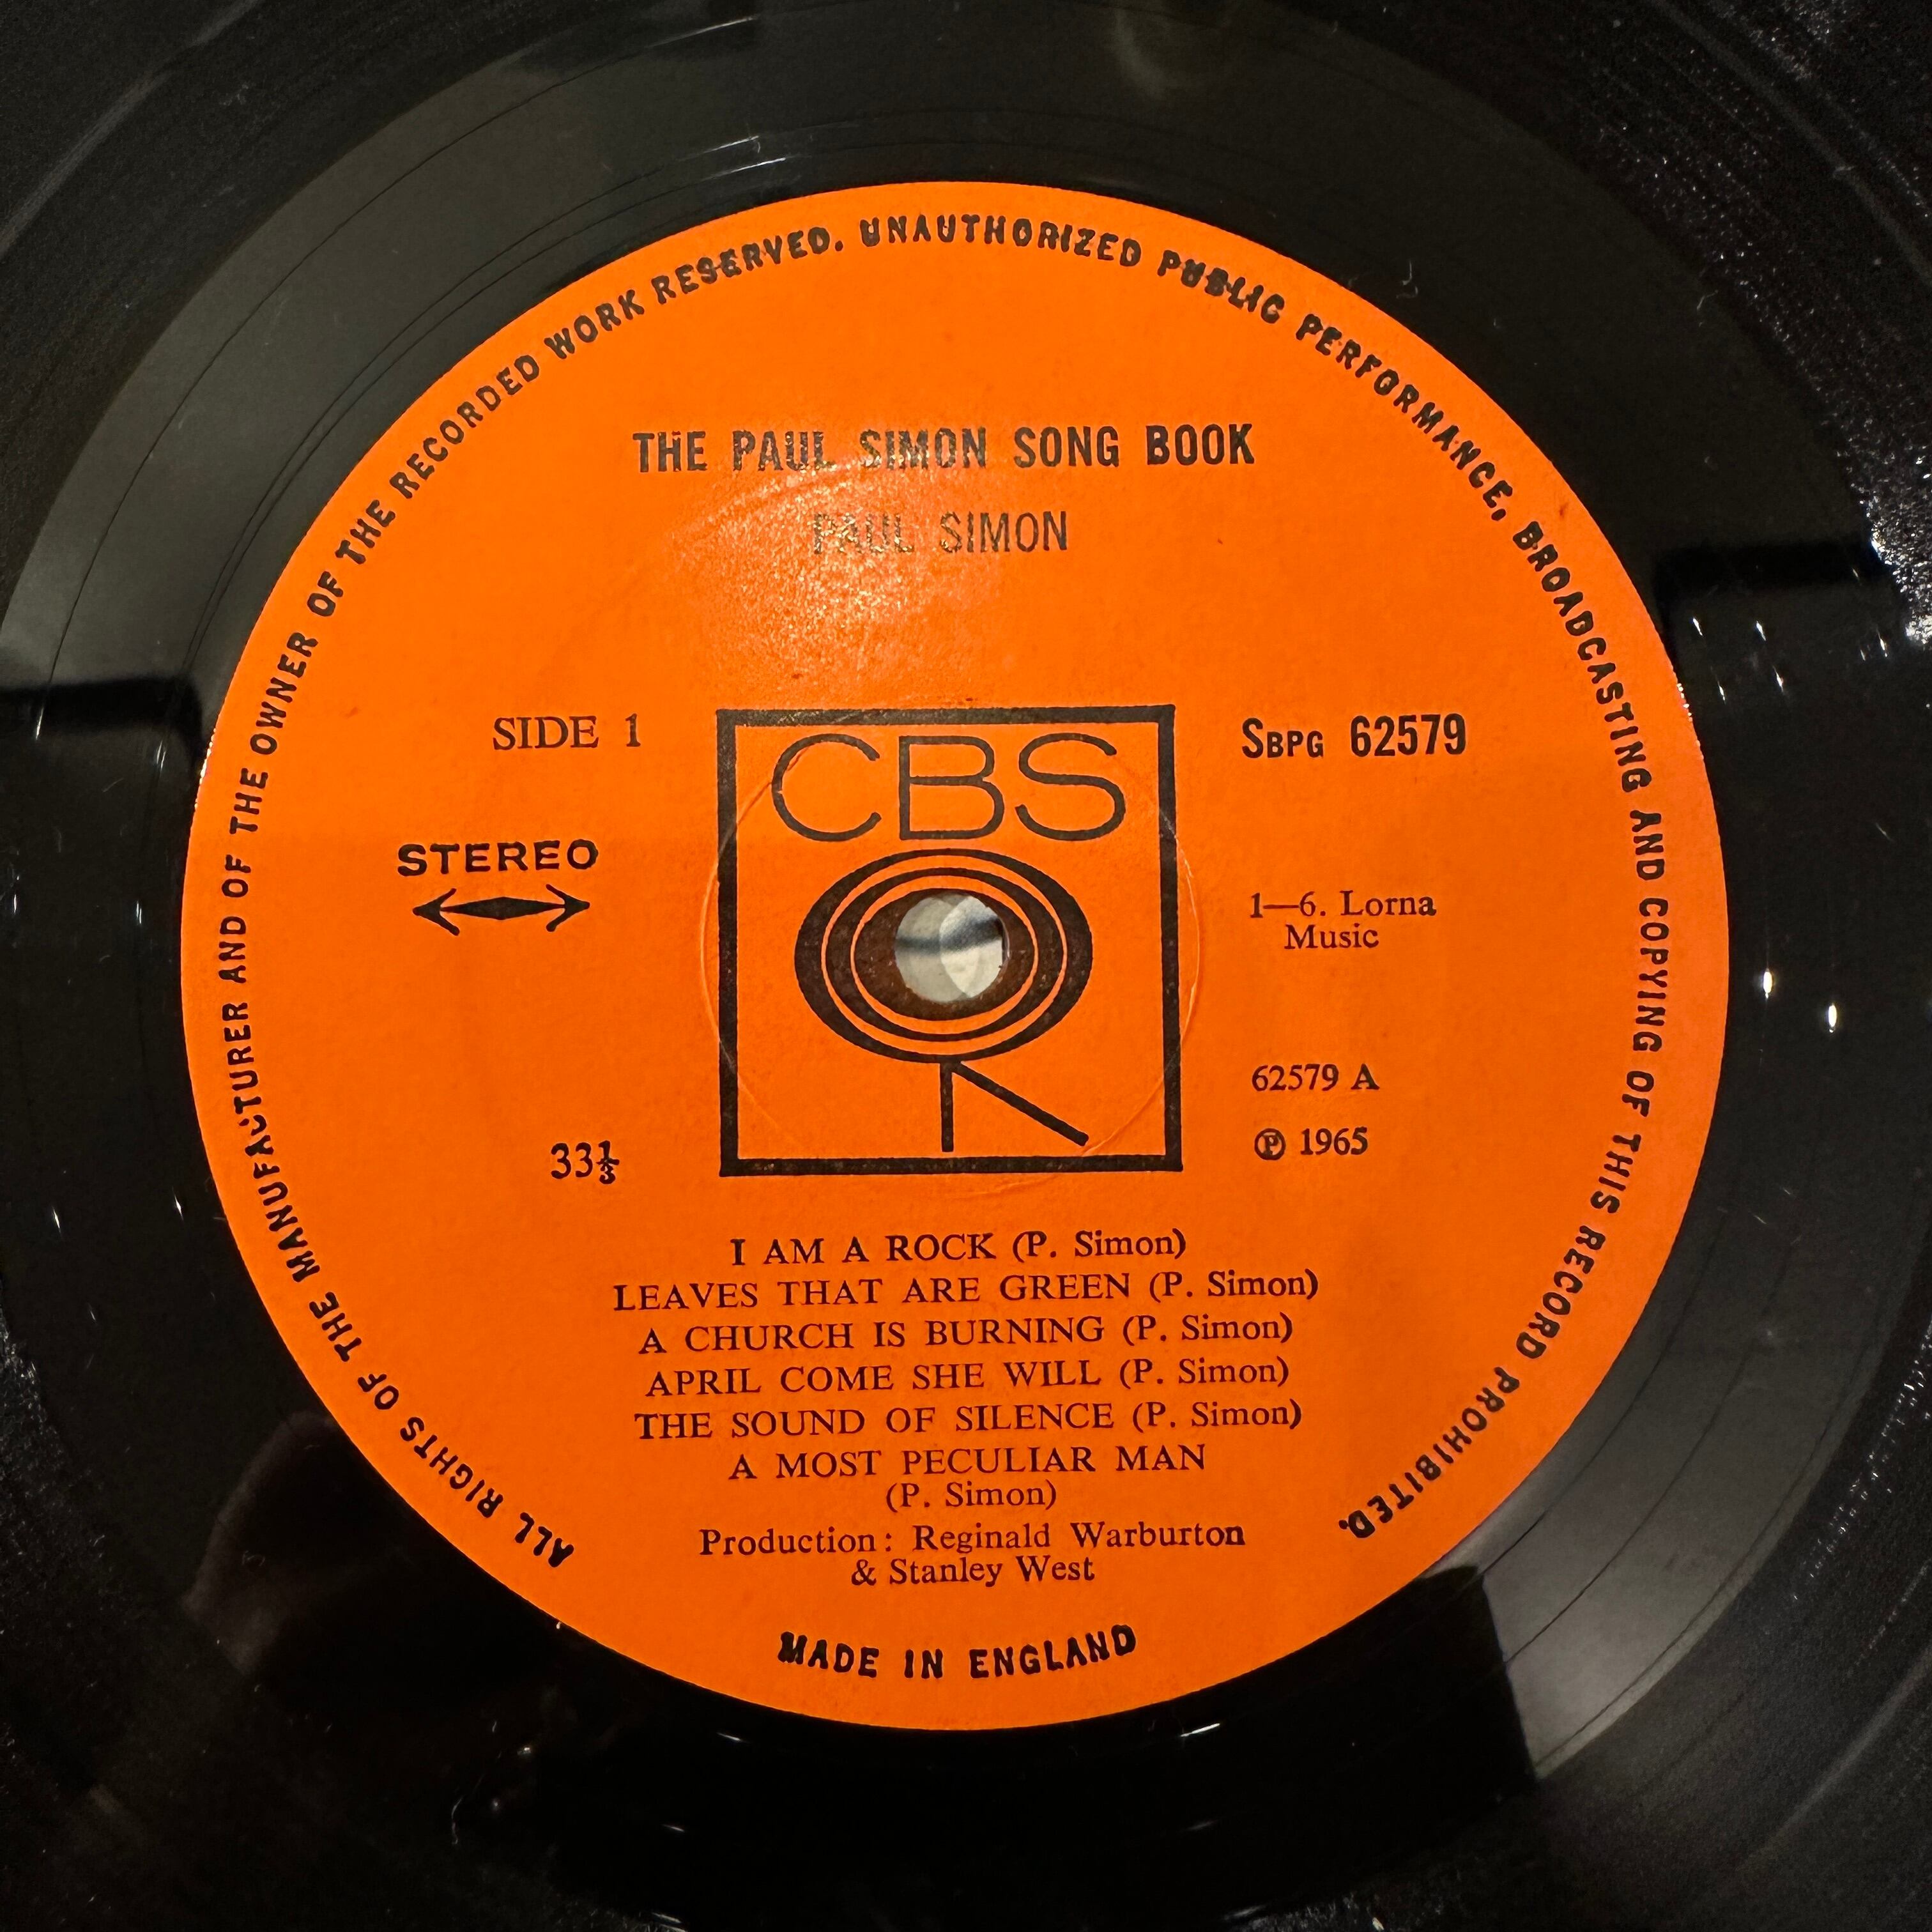 ALL RIGHTS OF THE MANUFACTURER AND OF THE OWNER OF THE RECORDED WORK RESERVED. UNAUTHORIZED PUBLIC PERFORMANCE, BROADCASTING AND COPYING OF THIS RECORD PROHIBITED.
THE PAUL SIMON SONG BOOK
PAUL SIMON
SIDE 1
CBS
SBPG 62579
STEREO
1—6. Lorna
Music
62579 A
℗ 1965
33⅓
I AM A ROCK (P. Simon)
LEAVES THAT ARE GREEN (P. Simon)
A CHURCH IS BURNING (P. Simon)
APRIL COME SHE WILL (P. Simon)
THE SOUND OF SILENCE (P. Simon)
A MOST PECULIAR MAN
(P. Simon)
Production: Reginald Warburton
& Stanley West
MADE IN ENGLAND